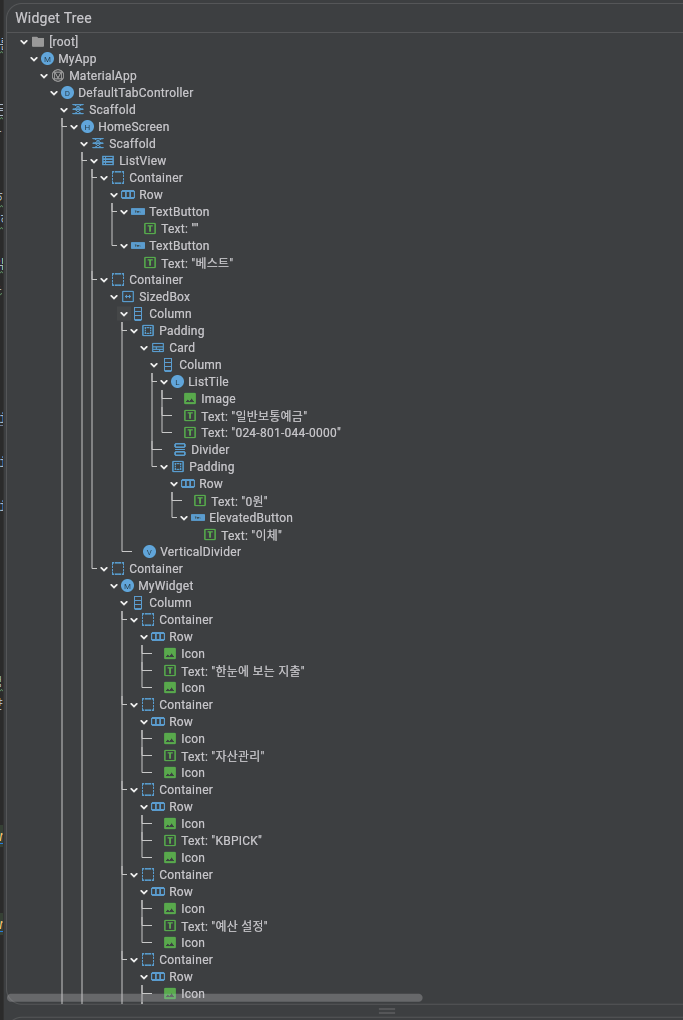 Widget Tree
[root]
MyApp
MaterialApp
DefaultTabController
Scaffold
HomeScreen
Scaffold
ListView
Container
Row
TextButton
Text: ""
TextButton
Text: "베스트"
Container
SizedBox
Column
Padding
Card
Column
ListTile
Image
Text: "일반보통예금"
Text: "024-801-044-0000"
Divider
Padding
Row
Text: "0원"
ElevatedButton
Text: "이체"
VerticalDivider
Container
MyWidget
Column
Container
Row
Icon
Text: "한눈에 보는 지출"
Icon
Container
Row
Icon
Text: "자산관리"
Icon
Container
Row
Icon
Text: "KBPICK"
Icon
Container
Row
Icon
Text: "예산 설정"
Icon
Container
Row
Icon